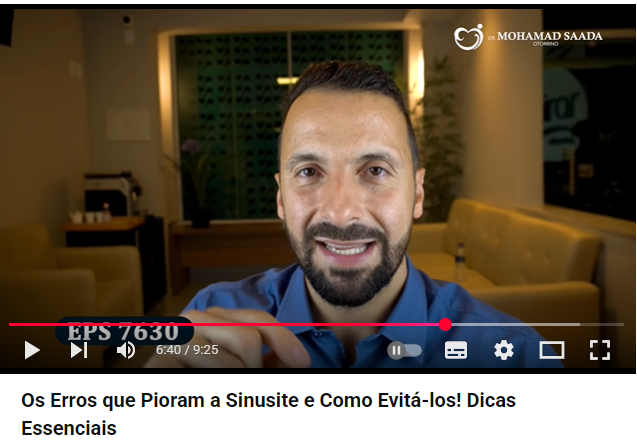 DR. MOHAMAD SAADA
OTORRINO
EPS 7630
6:40 / 9:25
Os Erros que Pioram a Sinusite e Como Evitá-los! Dicas
Essenciais